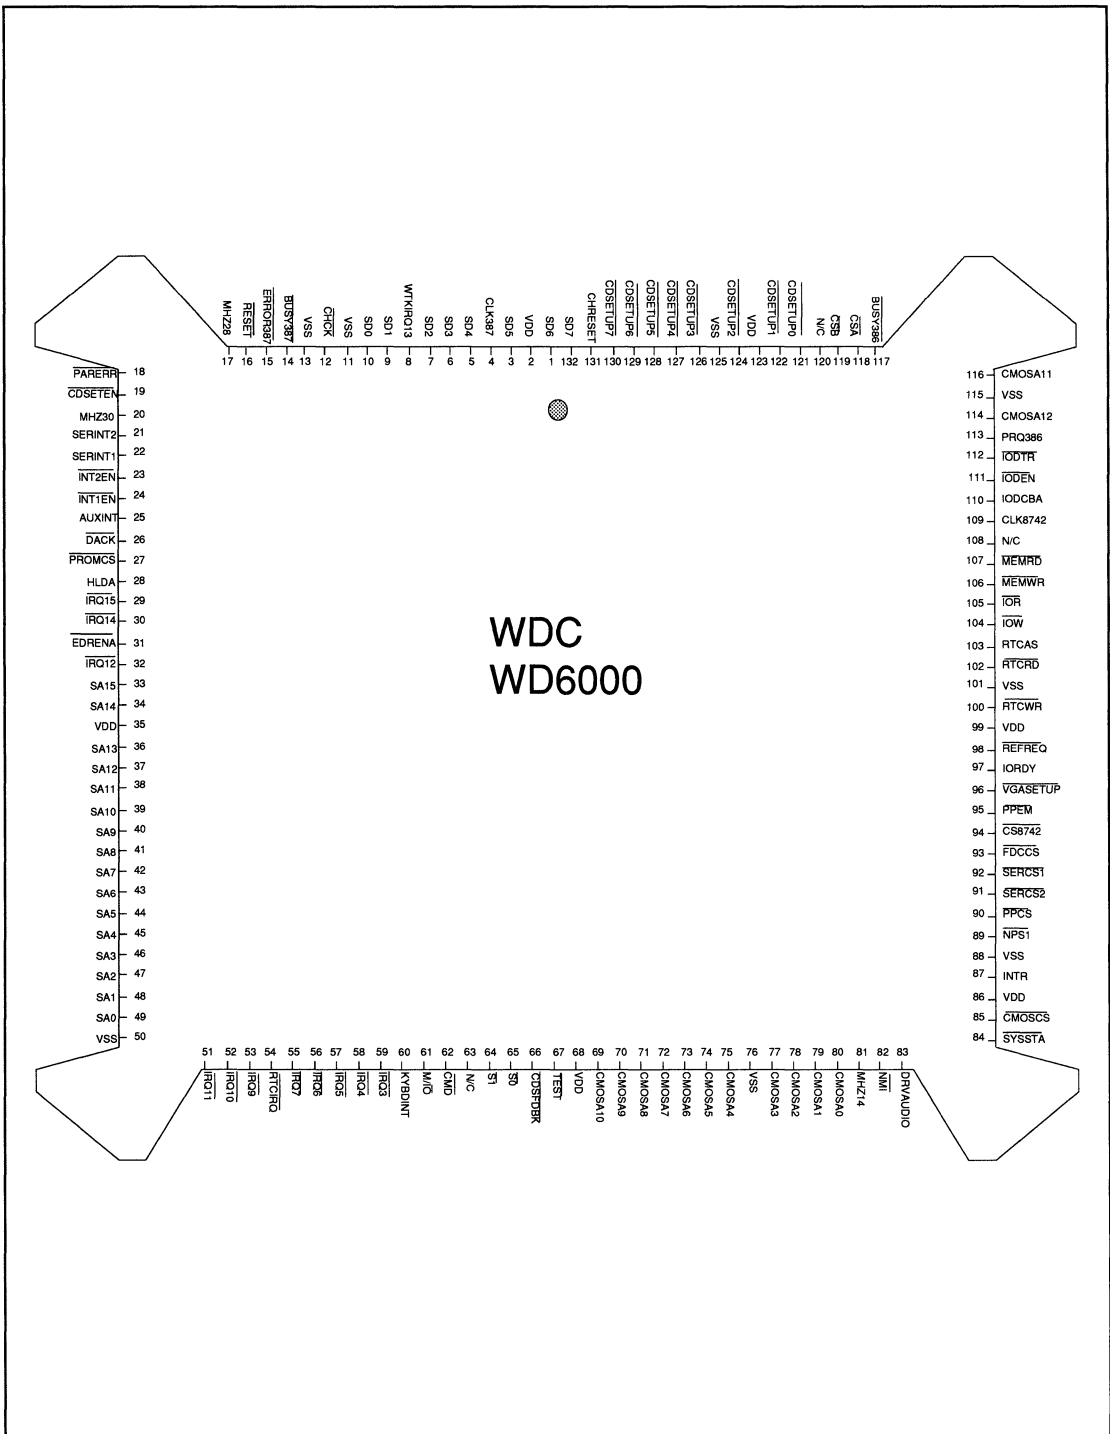 MHZ28 17
RESET 16
ERROR387 15
BUSY387 14
VSS 13
CHCK 12
VSS 11
SD0 10
SD1 9
WTKIRQ13 8
SD2 7
SD3 6
SD4 5
CLK387 4
SD5 3
VDD 2
SD6 1
SD7 132
CHRESET 131
CDSETUP7 130
CDSETUP6 129
CDSETUP5 128
CDSETUP4 127
CDSETUP3 126
VSS 125
CDSETUP2 124
VDD 123
CDSETUP1 122
CDSETUP0 121
N/C 120
CSB 119
CSA 118
BUSY386 117
PARERR 18
CDSETEN 19
MHZ30 20
SERINT2 21
SERINT1 22
INT2EN 23
INT1EN 24
AUXINT 25
DACK 26
PROMCS 27
HLDA 28
IRQ15 29
IRQ14 30
EDRENA 31
IRQ12 32
SA15 33
SA14 34
VDD 35
SA13 36
SA12 37
SA11 38
SA10 39
SA9 40
SA8 41
SA7 42
SA6 43
SA5 44
SA4 45
SA3 46
SA2 47
SA1 48
SA0 49
VSS 50
WDC
WD6000
116 CMOSA11
115 VSS
114 CMOSA12
113 PRQ386
112 IODTR
111 IODEN
110 IODCBA
109 CLK8742
108 N/C
107 MEMRD
106 MEMWR
105 IOR
104 IOW
103 RTCAS
102 RTCRD
101 VSS
100 RTCWR
99 VDD
98 REFREQ
97 IORDY
96 VGASETUP
95 PPEM
94 CS8742
93 FDCCS
92 SERCS1
91 SERCS2
90 PPCS
89 NPS1
88 VSS
87 INTR
86 VDD
85 CMOSCS
84 SYSSTA
51 IRQ11
52 IRQ10
53 IRQ9
54 RTCIRQ
55 IRQ7
56 IRQ6
57 IRQ5
58 IRQ4
59 IRQ3
60 KYBDINT
61 M/IO
62 CMD
63 N/C
64 S1
65 S0
66 CDSFDBK
67 TEST
68 VDD
69 CMOSA10
70 CMOSA9
71 CMOSA8
72 CMOSA7
73 CMOSA6
74 CMOSA5
75 CMOSA4
76 VSS
77 CMOSA3
78 CMOSA2
79 CMOSA1
80 CMOSA0
81 MHZ14
82 NMI
83 DRVAUDIO